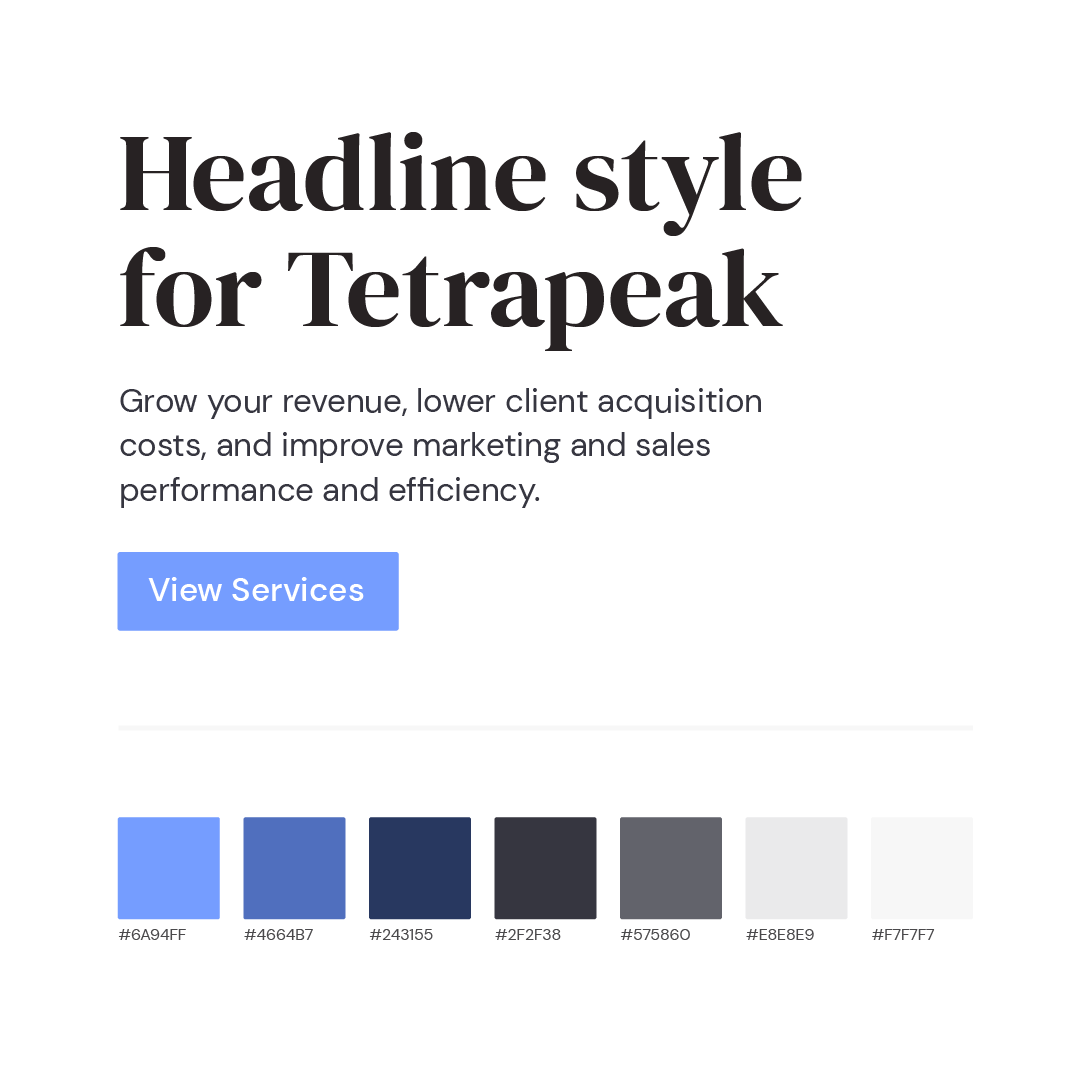 Headline style
for Tetrapeak
Grow your revenue, lower client acquisition
costs, and improve marketing and sales
performance and efficiency.
View Services
#6A94FF #4664B7 #243155 #2F2F38 #575860 #E8E8E9 #F7F7F7